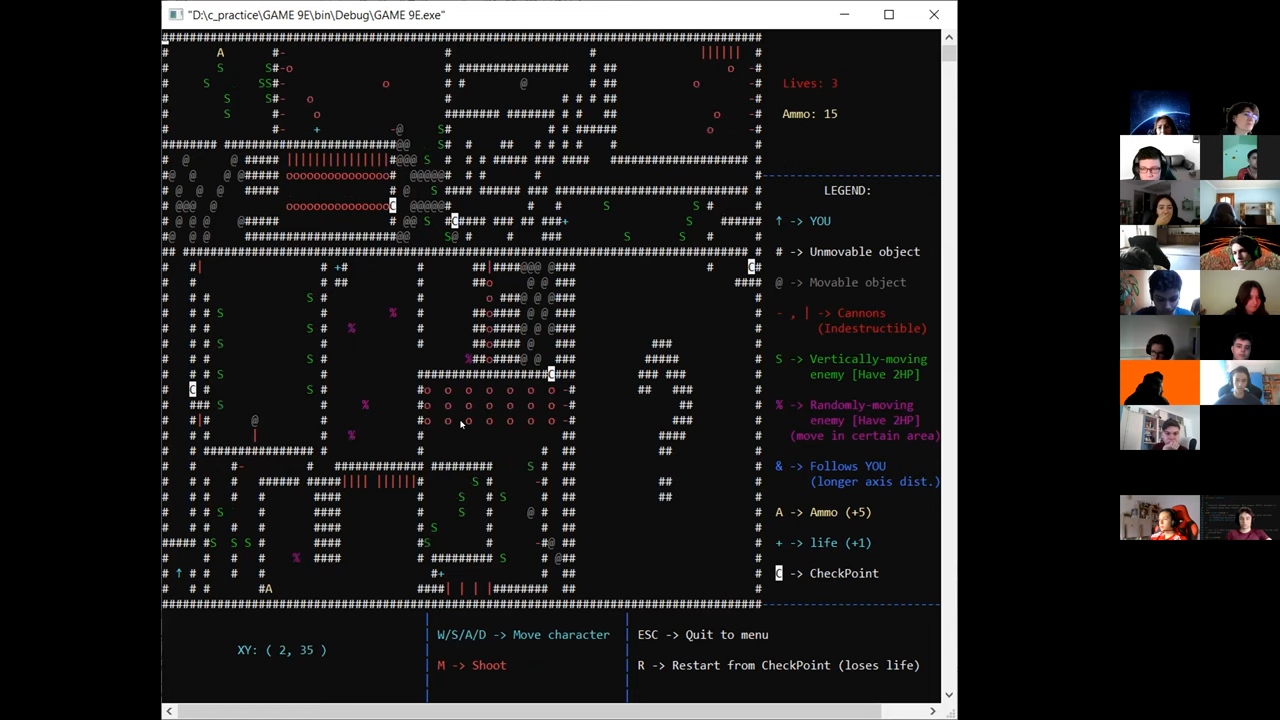 "D:\c_practice\GAME 9E\bin\Debug\GAME 9E.exe"
Lives: 3
Ammo: 15
LEGEND:
↑ -> YOU
# -> Unmovable object
@ -> Movable object
- , | -> Cannons
(Indestructible)
S -> Vertically-moving
enemy [Have 2HP]
% -> Randomly-moving
enemy [Have 2HP]
(move in certain area)
& -> Follows YOU
(longer axis dist.)
A -> Ammo (+5)
+ -> life (+1)
C -> CheckPoint
XY: ( 2, 35 )
W/S/A/D -> Move character
M -> Shoot
ESC -> Quit to menu
R -> Restart from CheckPoint (loses life)